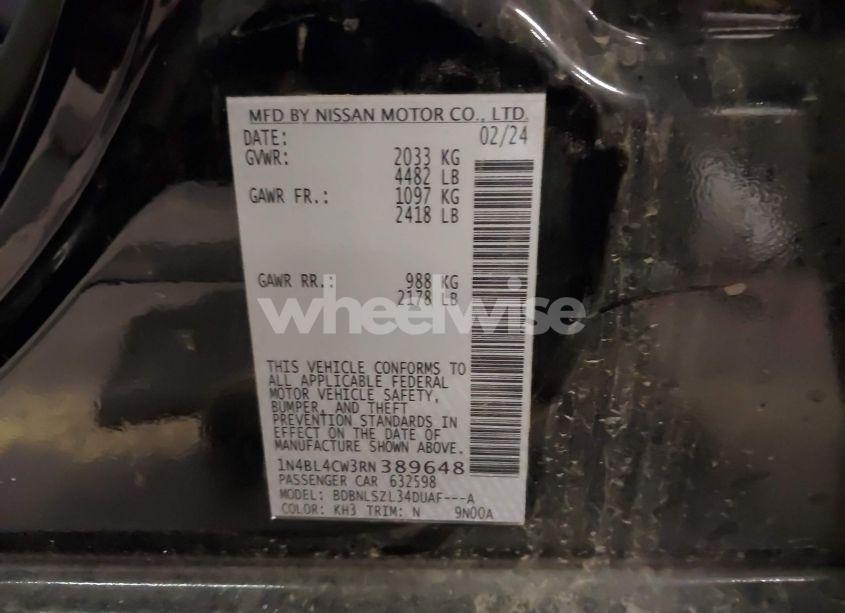 MFD BY NISSAN MOTOR CO., LTD.
DATE: 02/24
GVWR: 2033 KG
4482 LB
GAWR FR.: 1097 KG
2418 LB
GAWR RR.: 988 KG
2178 LB
wheelwise
THIS VEHICLE CONFORMS TO
ALL APPLICABLE FEDERAL
MOTOR VEHICLE SAFETY,
BUMPER, AND THEFT
PREVENTION STANDARDS IN
EFFECT ON THE DATE OF
MANUFACTURE SHOWN ABOVE.
1N4BL4CW3RN389648
PASSENGER CAR 632598
MODEL: BDBNLSZL34DUAF---A
COLOR: KH3 TRIM: N 9N00A